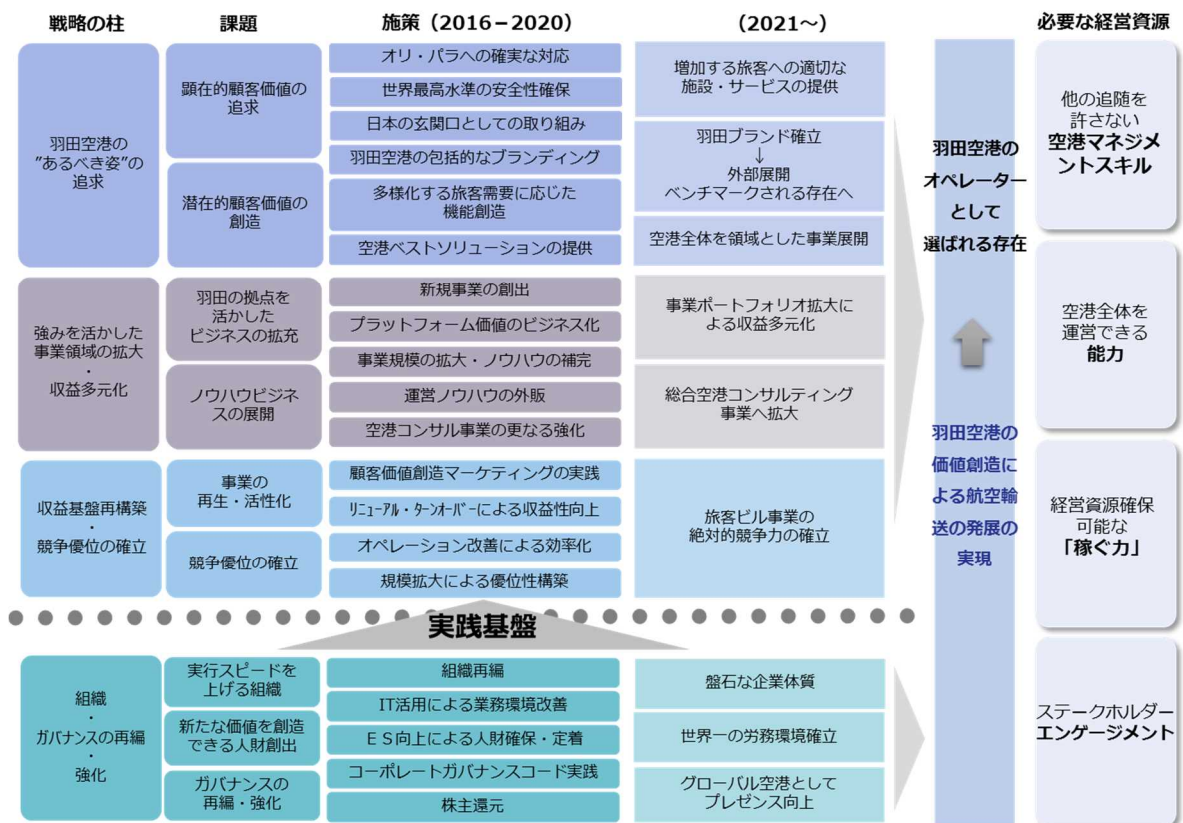 戦略の柱
課題
施策（2016－2020）
（2021～）
必要な経営資源
羽田空港の
”あるべき姿”の
追求
顕在的顧客価値の
追求
潜在的顧客価値の
創造
オリ・パラへの確実な対応
世界最高水準の安全性確保
日本の玄関口としての取り組み
羽田空港の包括的なブランディング
多様化する旅客需要に応じた
機能創造
空港ベストソリューションの提供
増加する旅客への適切な
施設・サービスの提供
羽田ブランド確立
↓
外部展開
ベンチマークされる存在へ
空港全体を領域とした事業展開
強みを活かした
事業領域の拡大
・
収益多元化
羽田の拠点を
活かした
ビジネスの拡充
ノウハウビジネ
スの展開
新規事業の創出
プラットフォーム価値のビジネス化
事業規模の拡大・ノウハウの補完
運営ノウハウの外販
空港コンサル事業の更なる強化
事業ポートフォリオ拡大に
よる収益多元化
総合空港コンサルティング
事業へ拡大
収益基盤再構築
・
競争優位の確立
事業の
再生・活性化
競争優位の確立
顧客価値創造マーケティングの実践
ﾘﾆｭｰｱﾙ・ﾀｰﾝｵｰﾊﾞｰによる収益性向上
オペレーション改善による効率化
規模拡大による優位性構築
旅客ビル事業の
絶対的競争力の確立
実践基盤
組織
・
ガバナンスの再編
・
強化
実行スピードを
上げる組織
新たな価値を創造
できる人財創出
ガバナンスの
再編・強化
組織再編
IT活用による業務環境改善
ＥＳ向上による人財確保・定着
コーポレートガバナンスコード実践
株主還元
盤石な企業体質
世界一の労務環境確立
グローバル空港として
プレゼンス向上
羽田空港の
オペレーター
として
選ばれる存在
羽田空港の
価値創造に
よる航空輸
送の発展の
実現
他の追随を
許さない
空港マネジメ
ントスキル
空港全体を
運営できる
能力
経営資源確保
可能な
「稼ぐ力」
ステークホルダー
エンゲージメント